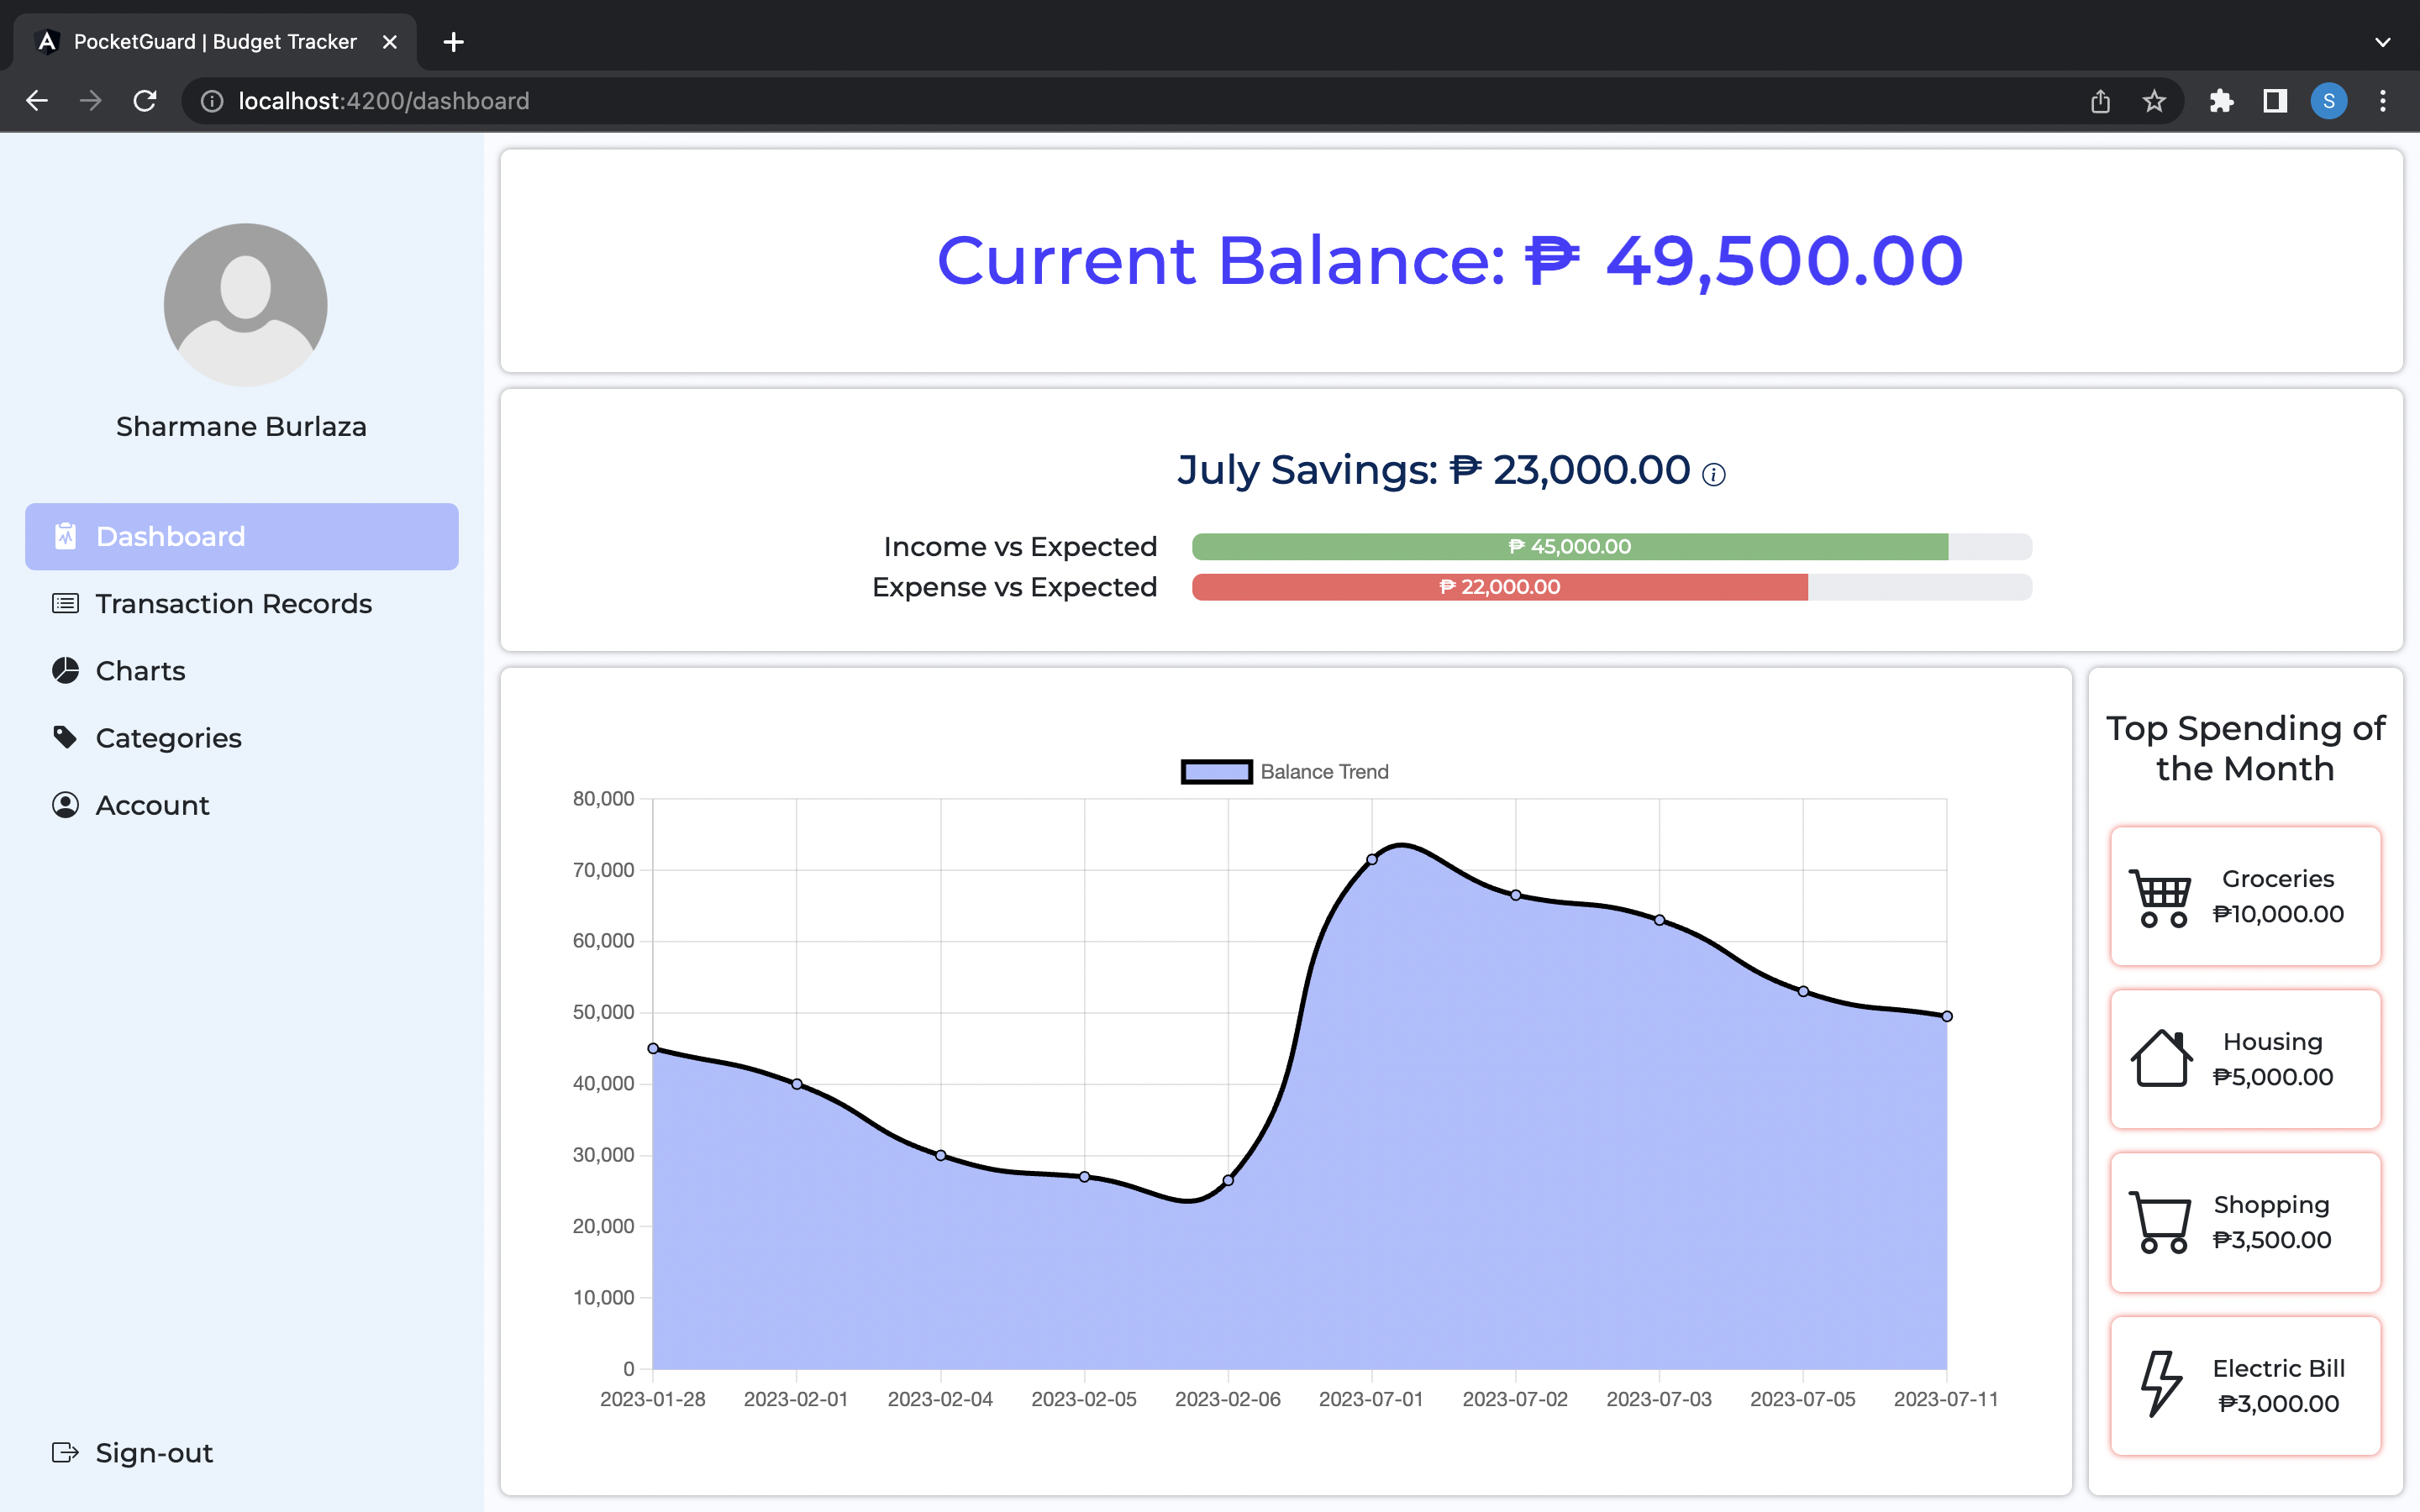 PocketGuard | Budget Tracker
localhost:4200/dashboard
S
Sharmane Burlaza
Dashboard
Transaction Records
Charts
Categories
Account
Sign-out
Current Balance: ₱ 49,500.00
July Savings: ₱ 23,000.00
Income vs Expected
₱ 45,000.00
Expense vs Expected
₱ 22,000.00
Balance Trend
80,000
70,000
60,000
50,000
40,000
30,000
20,000
10,000
0
2023-01-28 2023-02-01 2023-02-04 2023-02-05 2023-02-06 2023-07-01 2023-07-02 2023-07-03 2023-07-05 2023-07-11
Top Spending of
the Month
Groceries
₱10,000.00
Housing
₱5,000.00
Shopping
₱3,500.00
Electric Bill
₱3,000.00